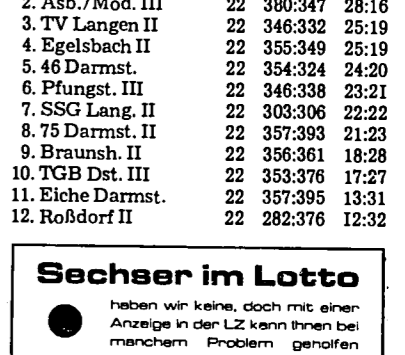 2. Asb./Mod. III 22 380:347 28:16
3. TV Langen II 22 346:332 25:19
4. Egelsbach II 22 355:349 25:19
5. 46 Darmst. 22 354:324 24:20
6. Pfungst. III 22 346:338 23:21
7. SSG Lang. II 22 303:306 22:22
8. 75 Darmst. II 22 357:393 21:23
9. Braunsh. II 22 356:361 18:28
10. TGB Dst. III 22 353:376 17:27
11. Eiche Darmst. 22 357:395 13:31
12. Roßdorf II 22 282:376 12:32
Sechser im Lotto
haben wir keine, doch mit einer
Anzeige in der LZ kann Ihnen bei
manchem Problem geholfen